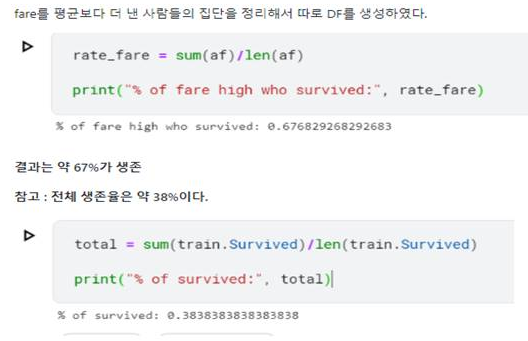 fare를 평균보다 더 낸 사람들의 집단을 정리해서 따로 DF를 생성하였다.
rate_fare = sum(af)/len(af)
print("% of fare high who survived:", rate_fare)
% of fare high who survived: 0.676829268292683
결과는 약 67%가 생존
참고 : 전체 생존율은 약 38%이다.
total = sum(train.Survived)/len(train.Survived)
print("% of survived:", total)
% of survived: 0.3838383838383838